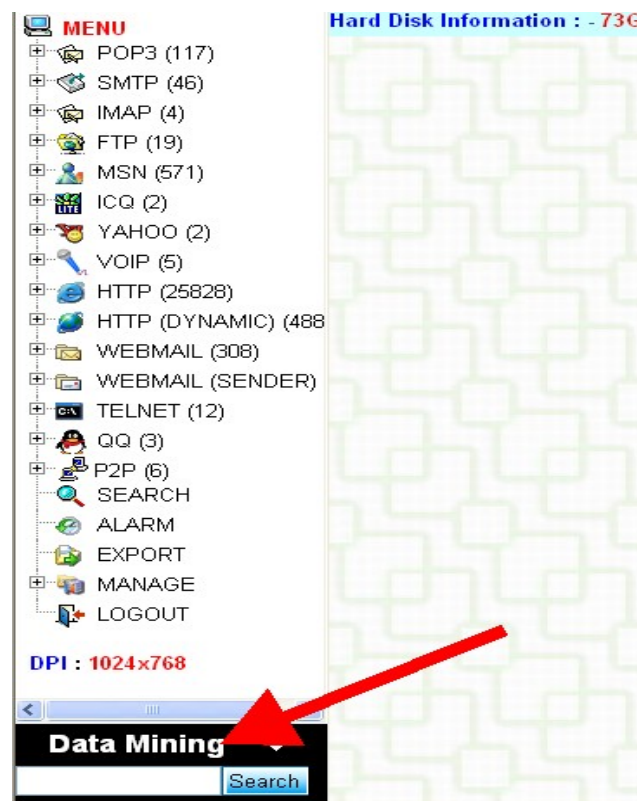 MENU
Hard Disk Information : - 73G
POP3 (117)
SMTP (46)
IMAP (4)
FTP (19)
MSN (571)
ICQ (2)
YAHOO (2)
VOIP (5)
HTTP (25828)
HTTP (DYNAMIC) (488
WEBMAIL (308)
WEBMAIL (SENDER)
TELNET (12)
QQ (3)
P2P (6)
SEARCH
ALARM
EXPORT
MANAGE
LOGOUT
DPI : 1024x768
Data Mining
Search